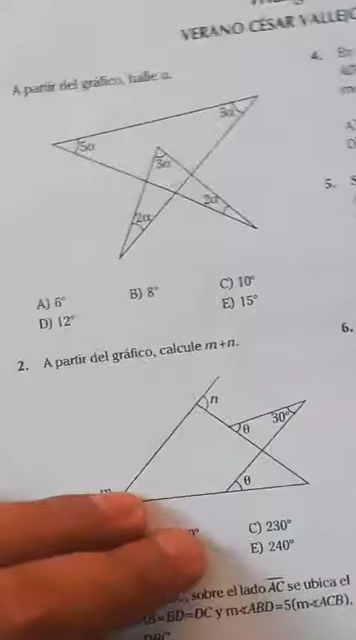 VERANO CÉSAR VALLEJO
4.
A partir del gráfico, halle α.
5α
3α
3α
2α
2α
5.
A) 6°
B) 8°
C) 10°
D) 12°
E) 15°
6.
2. A partir del gráfico, calcule m+n.
n
θ
30°
θ
C) 230°
E) 240°
, sobre el lado AC se ubica el
=BD=DC y m∢ABD=5(m∢ACB),